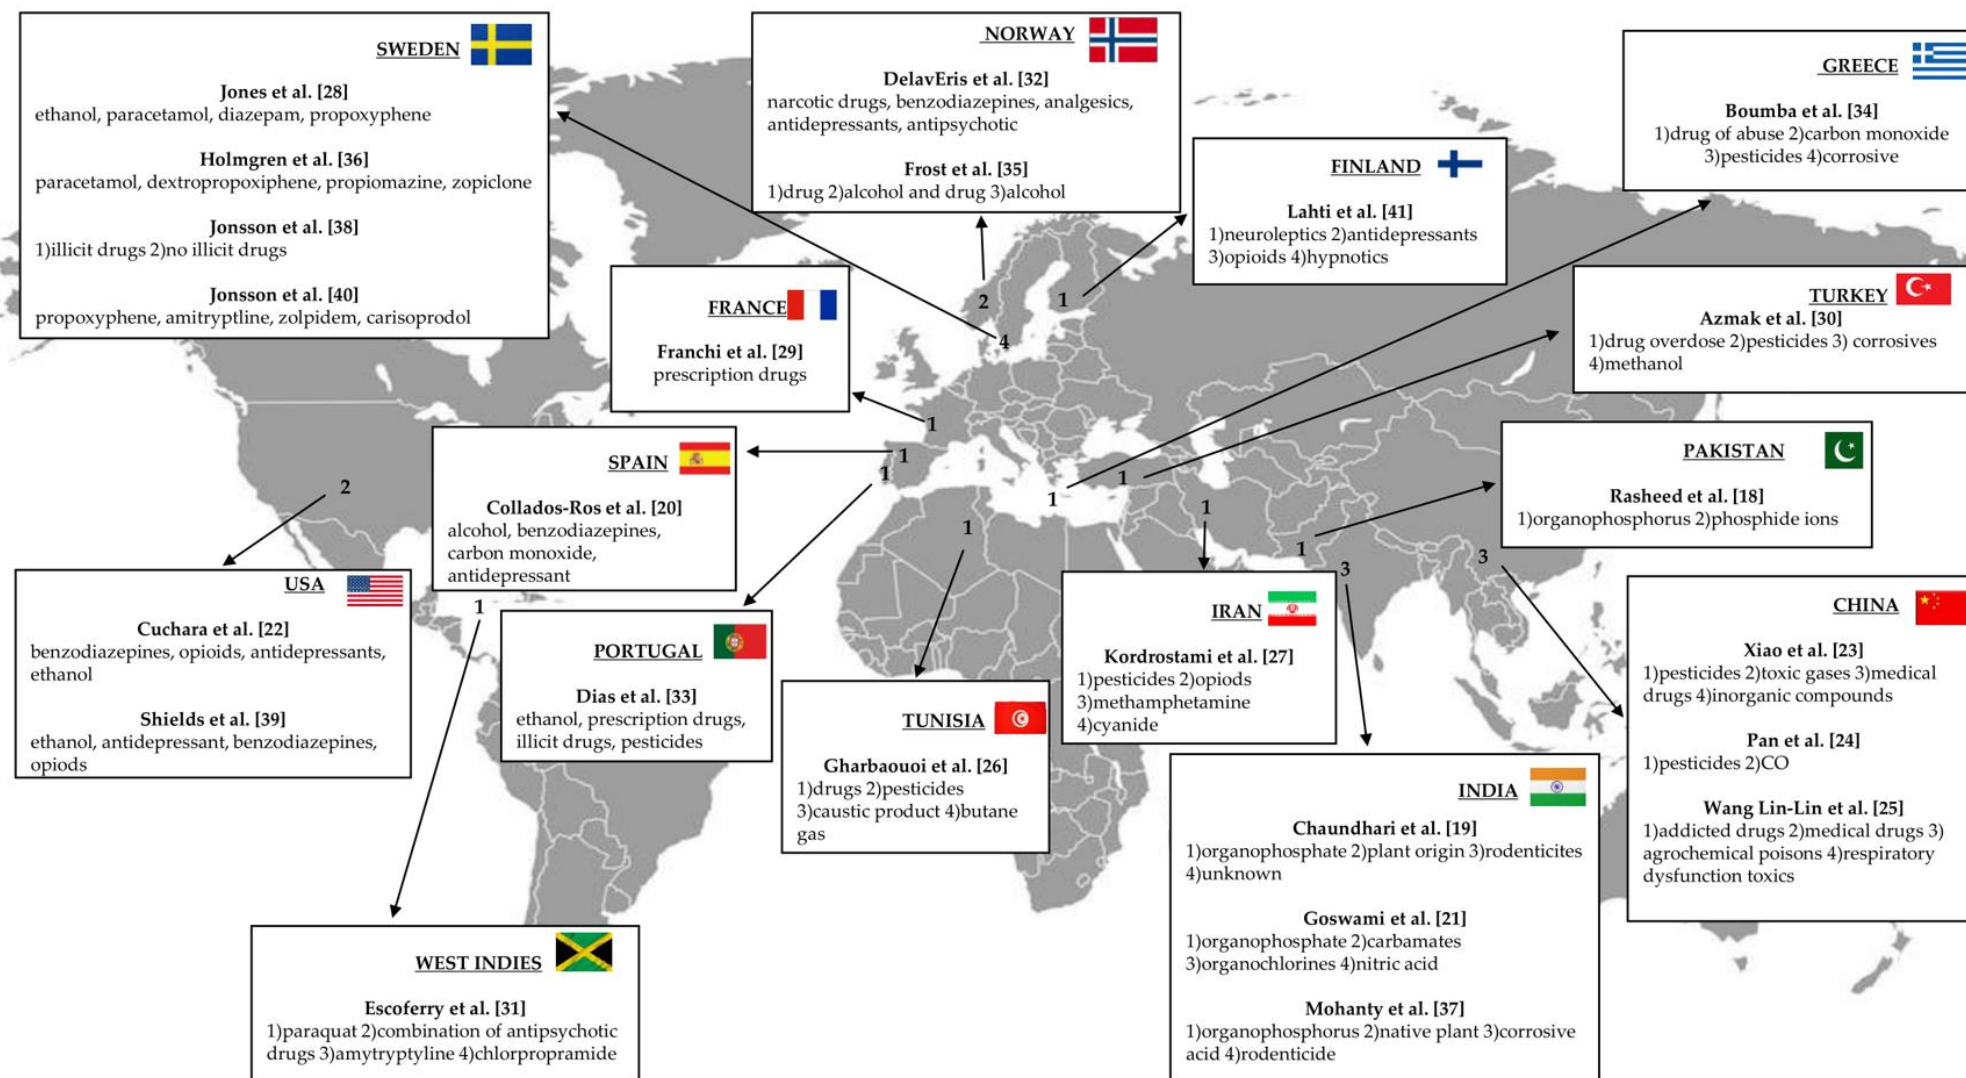 SWEDEN
Jones et al. [28]
ethanol, paracetamol, diazepam, propoxyphene
Holmgren et al. [36]
paracetamol, dextropropoxiphene, propiomazine, zopiclone
Jonsson et al. [38]
1)illicit drugs 2)no illicit drugs
Jonsson et al. [40]
propoxyphene, amitryptline, zolpidem, carisoprodol
NORWAY
DelavEris et al. [32]
narcotic drugs, benzodiazepines, analgesics,
antidepressants, antipsychotic
Frost et al. [35]
1)drug 2)alcohol and drug 3)alcohol
GREECE
Boumba et al. [34]
1)drug of abuse 2)carbon monoxide
3)pesticides 4)corrosive
FINLAND
Lahti et al. [41]
1)neuroleptics 2)antidepressants
3)opioids 4)hypnotics
FRANCE
Franchi et al. [29]
prescription drugs
TURKEY
Azmak et al. [30]
1)drug overdose 2)pesticides 3) corrosives
4)methanol
2
1
4
1
SPAIN
Collados-Ros et al. [20]
alcohol, benzodiazepines,
carbon monoxide,
antidepressant
1
1
1
1
PAKISTAN
Rasheed et al. [18]
1)organophosphorus 2)phosphide ions
2
1
1
1
3
3
USA
Cuchara et al. [22]
benzodiazepines, opioids, antidepressants,
ethanol
Shields et al. [39]
ethanol, antidepressant, benzodiazepines,
opiods
1
PORTUGAL
Dias et al. [33]
ethanol, prescription drugs,
illicit drugs, pesticides
TUNISIA
Gharbaouoi et al. [26]
1)drugs 2)pesticides
3)caustic product 4)butane
gas
IRAN
Kordrostami et al. [27]
1)pesticides 2)opiods
3)methamphetamine
4)cyanide
CHINA
Xiao et al. [23]
1)pesticides 2)toxic gases 3)medical
drugs 4)inorganic compounds
Pan et al. [24]
1)pesticides 2)CO
Wang Lin-Lin et al. [25]
1)addicted drugs 2)medical drugs 3)
agrochemical poisons 4)respiratory
dysfunction toxics
INDIA
Chaundhari et al. [19]
1)organophosphate 2)plant origin 3)rodenticites
4)unknown
Goswami et al. [21]
1)organophosphate 2)carbamates
3)organochlorines 4)nitric acid
Mohanty et al. [37]
1)organophosphorus 2)native plant 3)corrosive
acid 4)rodenticide
WEST INDIES
Escoferry et al. [31]
1)paraquat 2)combination of antipsychotic
drugs 3)amytryptyline 4)chlorpropramide